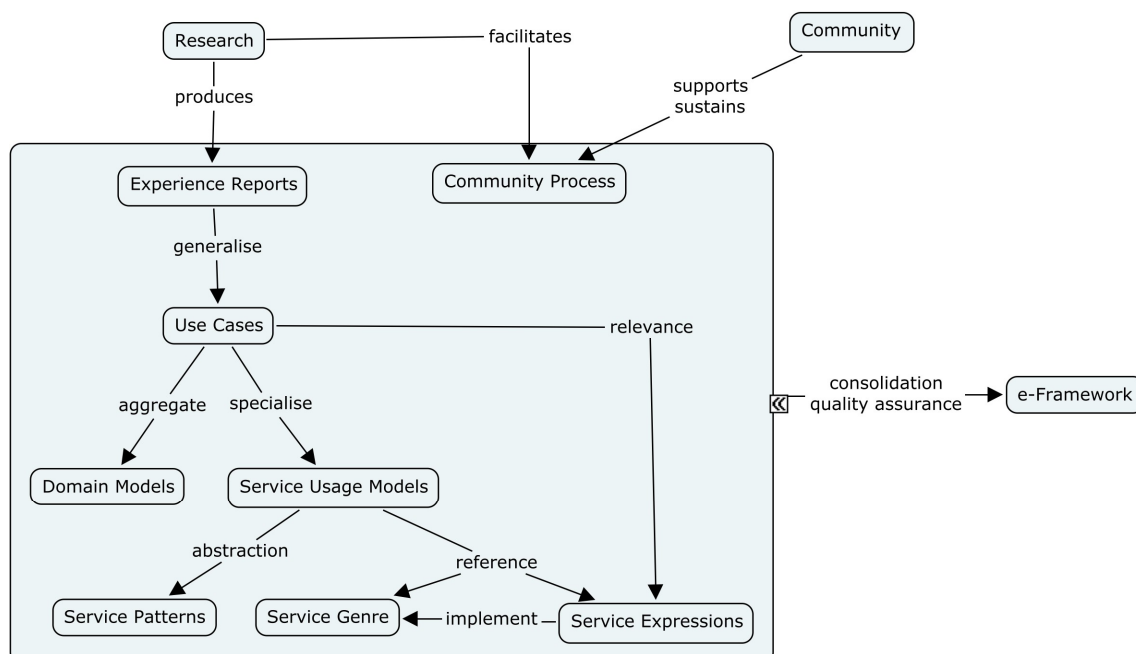 Research
facilitates
Community
produces
supports
sustains
Experience Reports
Community Process
generalise
Use Cases
relevance
aggregate
specialise
consolidation
quality assurance
e-Framework
Domain Models
Service Usage Models
abstraction
reference
Service Patterns
Service Genre
implement
Service Expressions